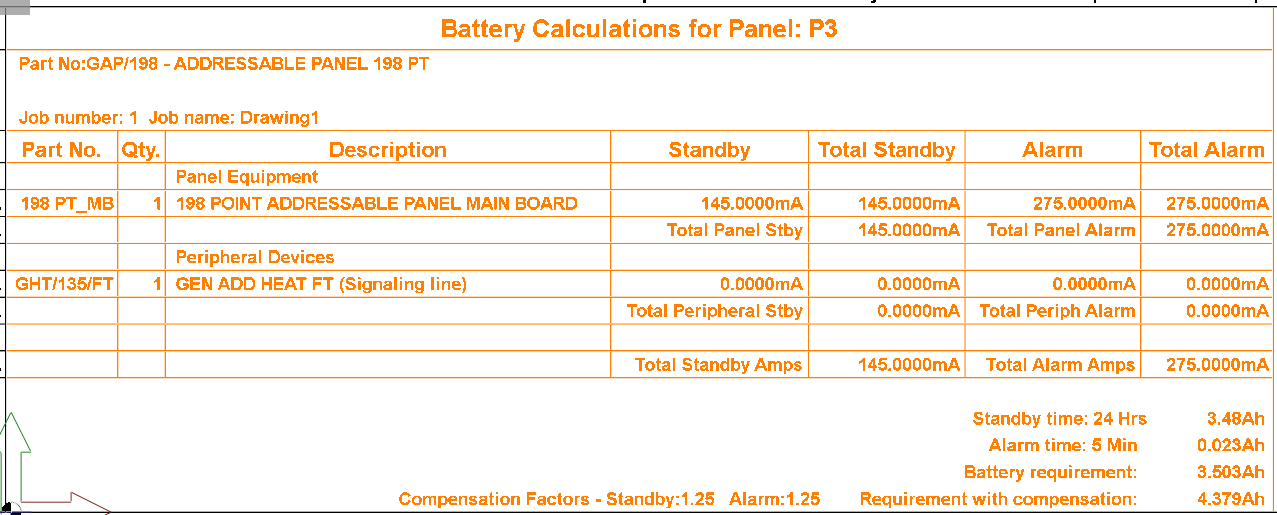 Battery Calculations for Panel: P3
Part No:GAP/198 - ADDRESSABLE PANEL 198 PT
Job number: 1 Job name: Drawing1
Part No. Qty. Description Standby Total Standby Alarm Total Alarm
Panel Equipment
198 PT_MB 1 198 POINT ADDRESSABLE PANEL MAIN BOARD 145.0000mA 145.0000mA 275.0000mA 275.0000mA
Total Panel Stby 145.0000mA Total Panel Alarm 275.0000mA
Peripheral Devices
GHT/135/FT 1 GEN ADD HEAT FT (Signaling line) 0.0000mA 0.0000mA 0.0000mA 0.0000mA
Total Peripheral Stby 0.0000mA Total Periph Alarm 0.0000mA
Total Standby Amps 145.0000mA Total Alarm Amps 275.0000mA
Standby time: 24 Hrs 3.48Ah
Alarm time: 5 Min 0.023Ah
Battery requirement: 3.503Ah
Compensation Factors - Standby:1.25 Alarm:1.25 Requirement with compensation: 4.379Ah